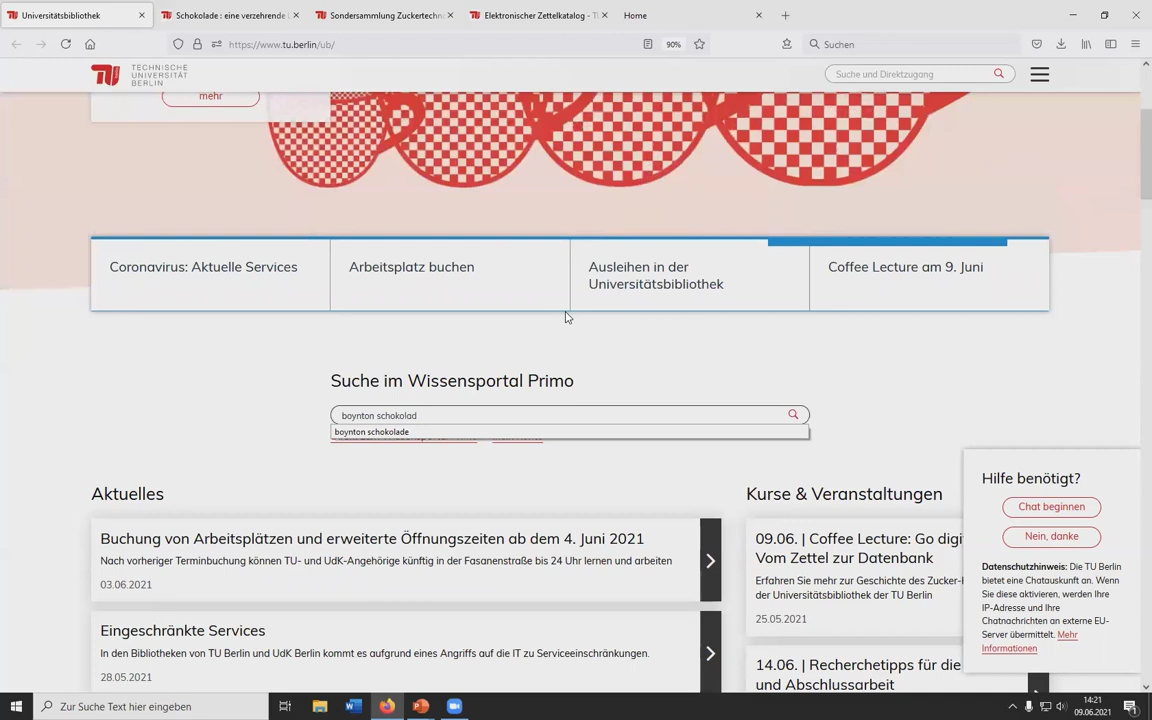 Universitätsbibliothek
Schokolade : eine verzehrende L
Sondersammlung Zuckertechno
Elektronischer Zettelkatalog - TU
Home
https://www.tu.berlin/ub/
90%
Suchen
TECHNISCHE
UNIVERSITÄT
BERLIN
Suche und Direktzugang
mehr
Coronavirus: Aktuelle Services
Arbeitsplatz buchen
Ausleihen in der
Universitätsbibliothek
Coffee Lecture am 9. Juni
Suche im Wissensportal Primo
boynton schokolad
boynton schokolade
Aktuelles
Buchung von Arbeitsplätzen und erweiterte Öffnungszeiten ab dem 4. Juni 2021
Nach vorheriger Terminbuchung können TU- und UdK-Angehörige künftig in der Fasanenstraße bis 24 Uhr lernen und arbeiten
03.06.2021
Eingeschränkte Services
In den Bibliotheken von TU Berlin und UdK Berlin kommt es aufgrund eines Angriffs auf die IT zu Serviceeinschränkungen.
28.05.2021
Kurse & Veranstaltungen
09.06. | Coffee Lecture: Go digi
Vom Zettel zur Datenbank
Erfahren Sie mehr zur Geschichte des Zucker-
der Universitätsbibliothek der TU Berlin
25.05.2021
14.06. | Recherchetipps für die
und Abschlussarbeit
Hilfe benötigt?
Chat beginnen
Nein, danke
Datenschutzhinweis: Die TU Berlin
bietet eine Chatauskunft an. Wenn
Sie diese aktivieren, werden Ihre
IP-Adresse und Ihre
Chatnachrichten an externe EU-
Server übermittelt. Mehr
Informationen
Zur Suche Text hier eingeben
14:21
09.06.2021